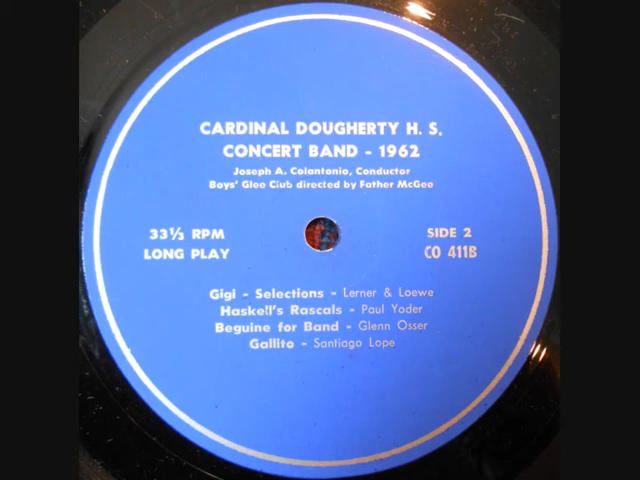 CARDINAL DOUGHERTY H. S.
CONCERT BAND - 1962
Joseph A. Colantonio, Conductor
Boys' Glee Club directed by Father McGee
33⅓ RPM
LONG PLAY
SIDE 2
CO 411B
Gigi - Selections - Lerner & Loewe
Haskell's Rascals - Paul Yoder
Beguine for Band - Glenn Osser
Gallito - Santiago Lope